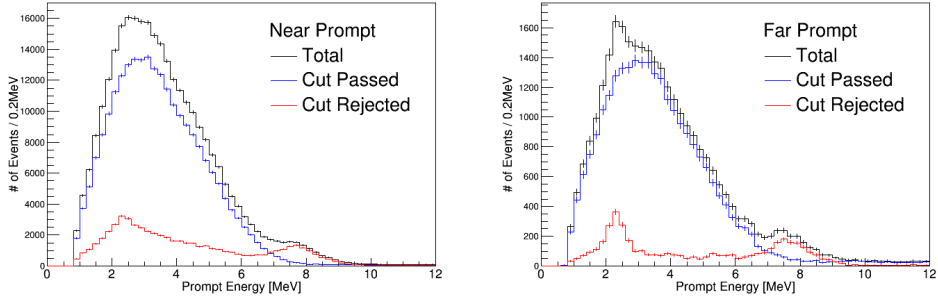 Near Prompt
Total
Cut Passed
Cut Rejected
# of Events / 0.2MeV
16000
14000
12000
10000
8000
6000
4000
2000
0
0 2 4 6 8 10 12
Prompt Energy [MeV]
Far Prompt
Total
Cut Passed
Cut Rejected
# of Events / 0.2MeV
1600
1400
1200
1000
800
600
400
200
0
0 2 4 6 8 10 12
Prompt Energy [MeV]